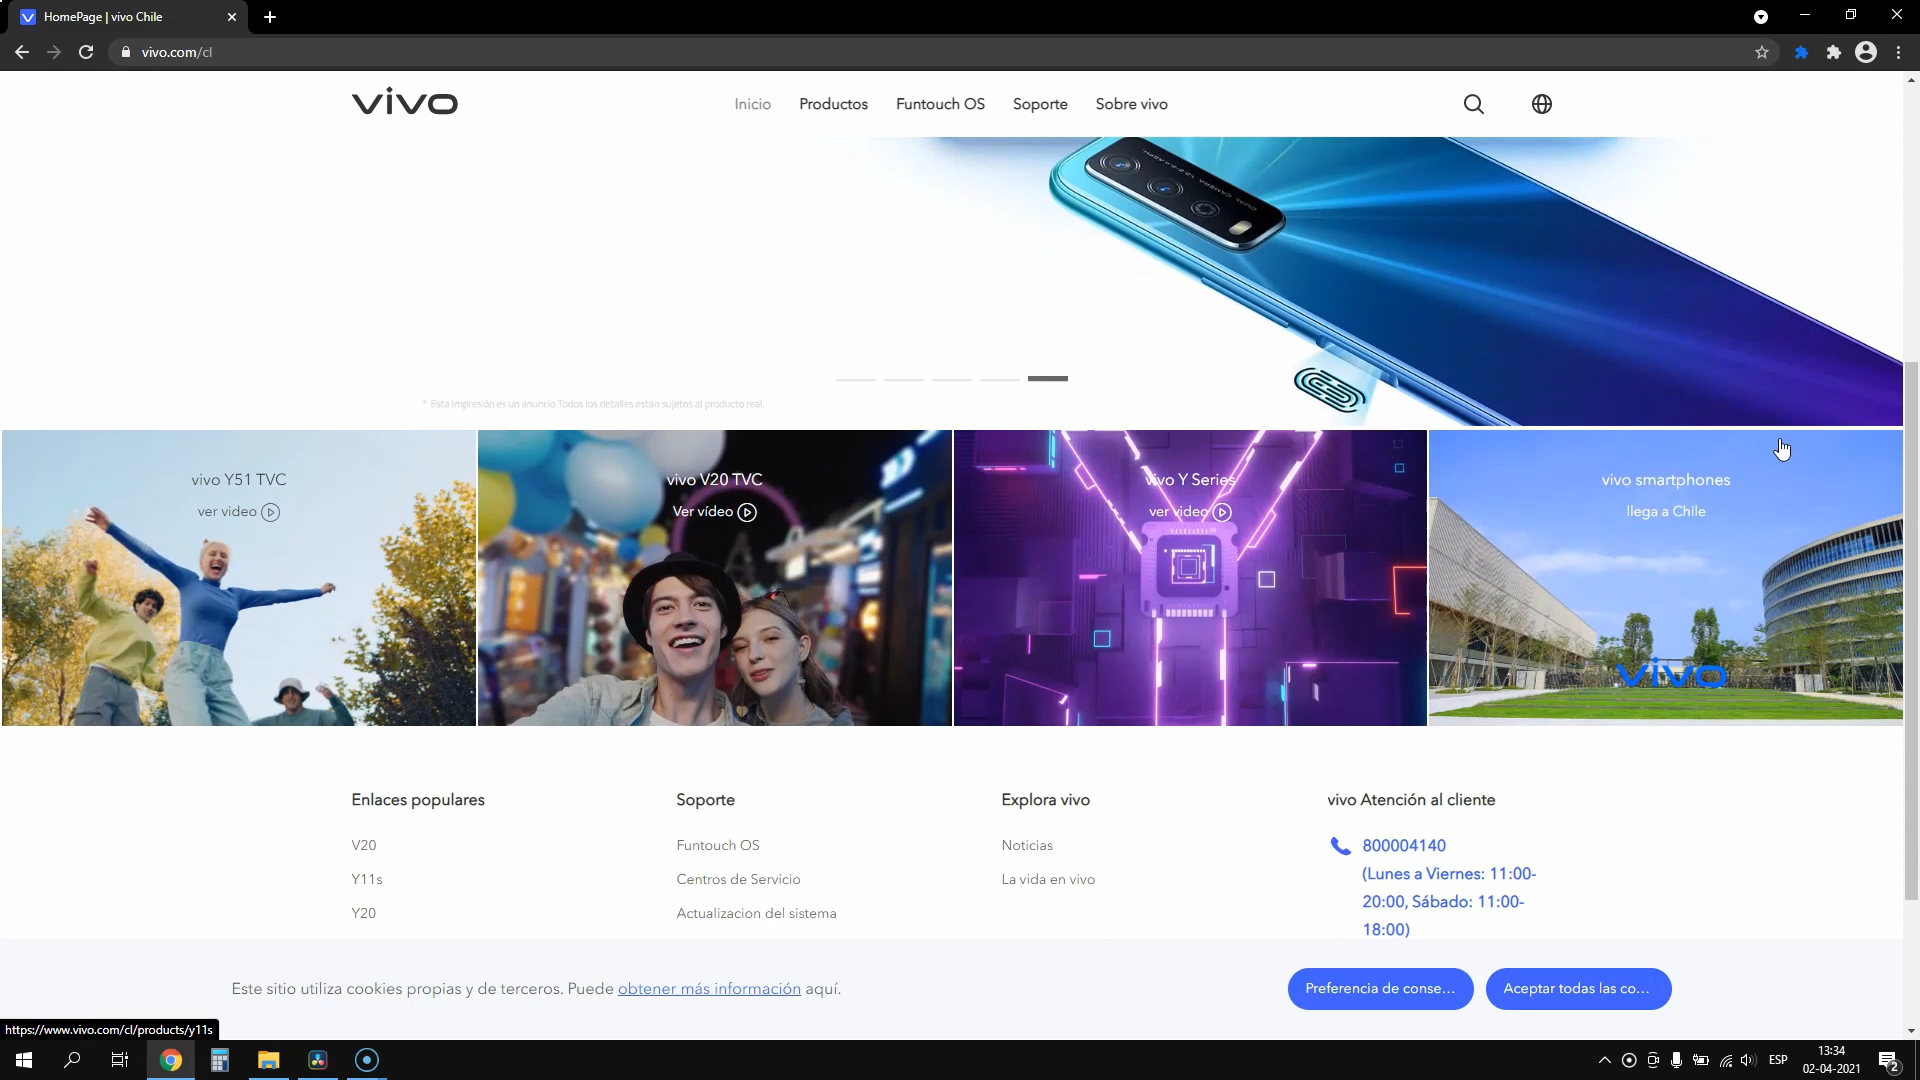 HomePage | vivo Chile
vivo.com/cl
vivo
Inicio
Productos
Funtouch OS
Soporte
Sobre vivo
* Esta impresión es un anuncio Todos los detalles están sujetos al producto real.
vivo Y51 TVC
ver video
vivo V20 TVC
Ver vídeo
vivo Y Series
ver video
vivo smartphones
llega a Chile
vivo
Enlaces populares
V20
Y11s
Y20
Soporte
Funtouch OS
Centros de Servicio
Actualizacion del sistema
Explora vivo
Noticias
La vida en vivo
vivo Atención al cliente
800004140
(Lunes a Viernes: 11:00-
20:00, Sábado: 11:00-
18:00)
Este sitio utiliza cookies propias y de terceros. Puede obtener más información aquí.
Preferencia de conse...
Aceptar todas las co...
https://www.vivo.com/cl/products/y11s
ESP
13:34
02-04-2021
2